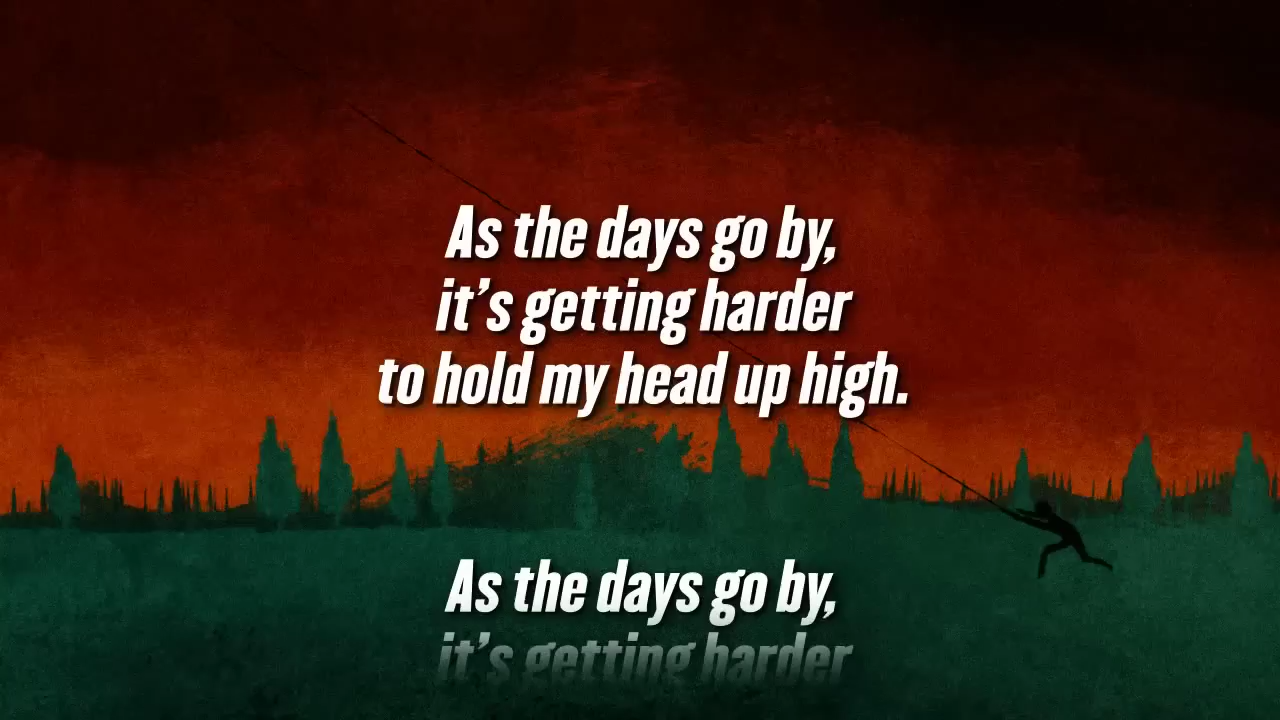 As the days go by,
it’s getting harder
to hold my head up high.
As the days go by,
it’s getting harder